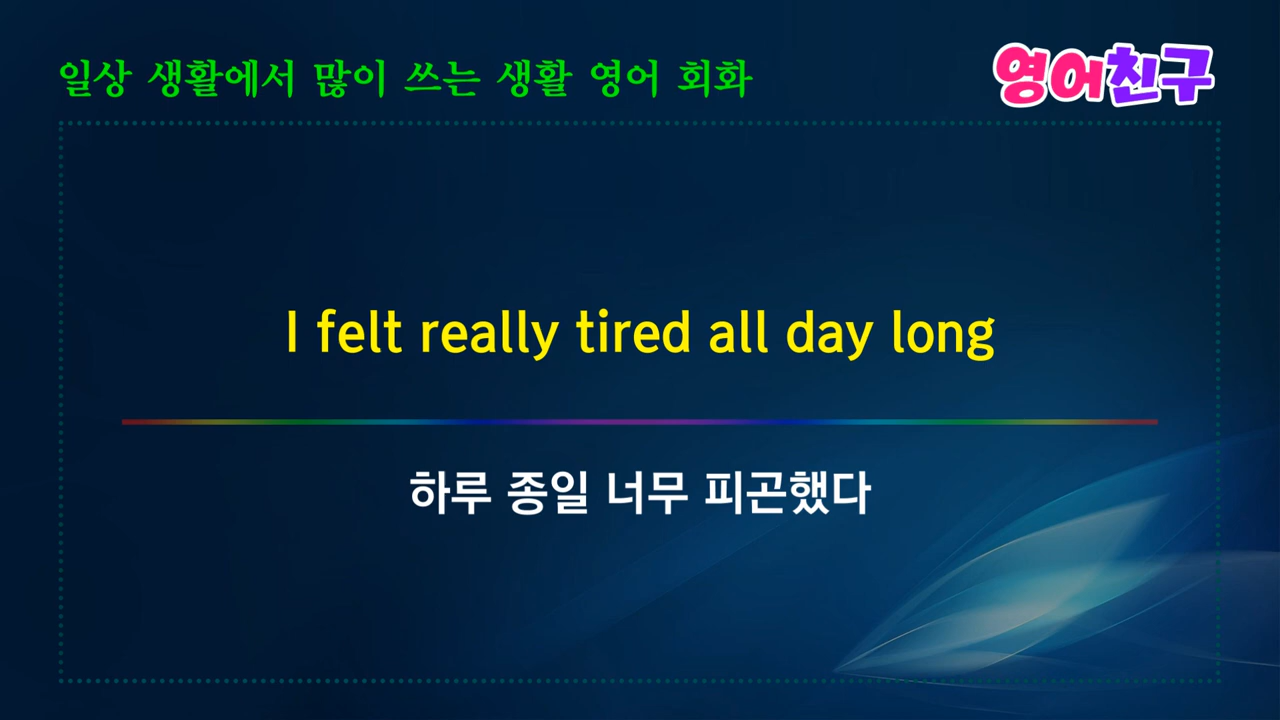 일상 생활에서 많이 쓰는 생활 영어 회화
영어친구
I felt really tired all day long
하루 종일 너무 피곤했다